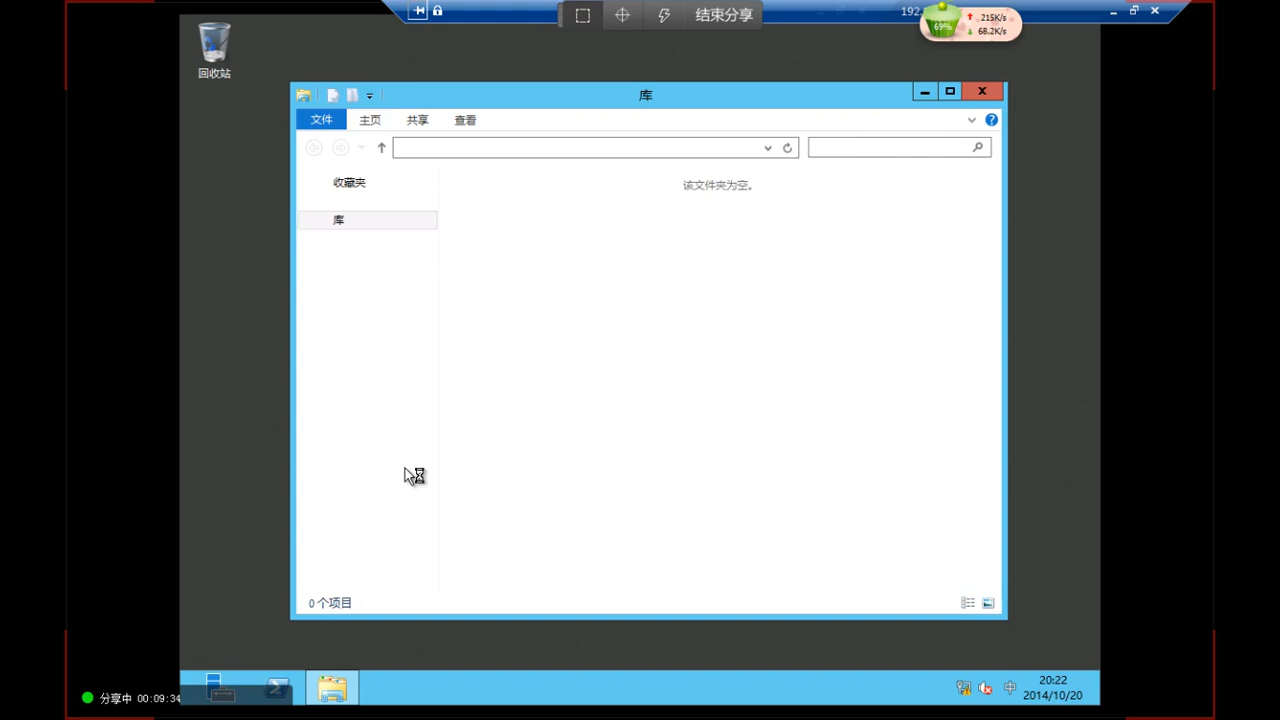 192.
结束分享
69%
215K/s
68.2K/s
回收站
库
文件
主页
共享
查看
收藏夹
该文件夹为空。
库
0 个项目
分享中 00:09:34
中
20:22
2014/10/20